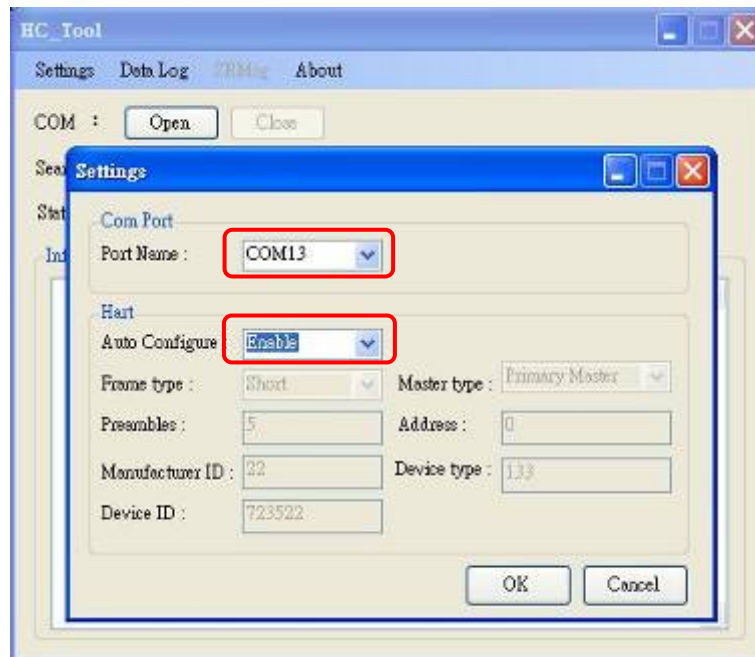 HC_Tool
Settings Data Log About
COM : Open Close
Settings
Com Port
Port Name : COM13
Hart
Auto Configure : Enable
Frame type : Short Master type : Primary Master
Preambles : 5 Address : 0
Manufacturer ID : 22 Device type : 133
Device ID : 723522
OK Cancel